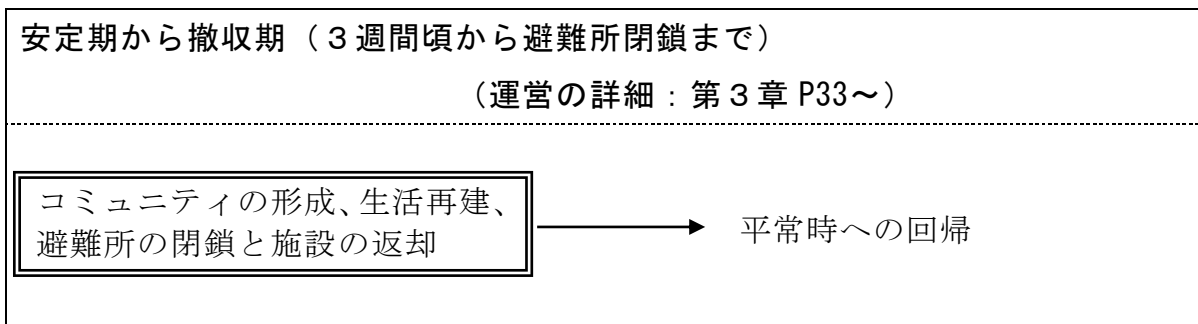 安定期から撤収期（３週間頃から避難所閉鎖まで）
（運営の詳細：第３章 P33～）
コミュニティの形成、生活再建、
避難所の閉鎖と施設の返却
平常時への回帰